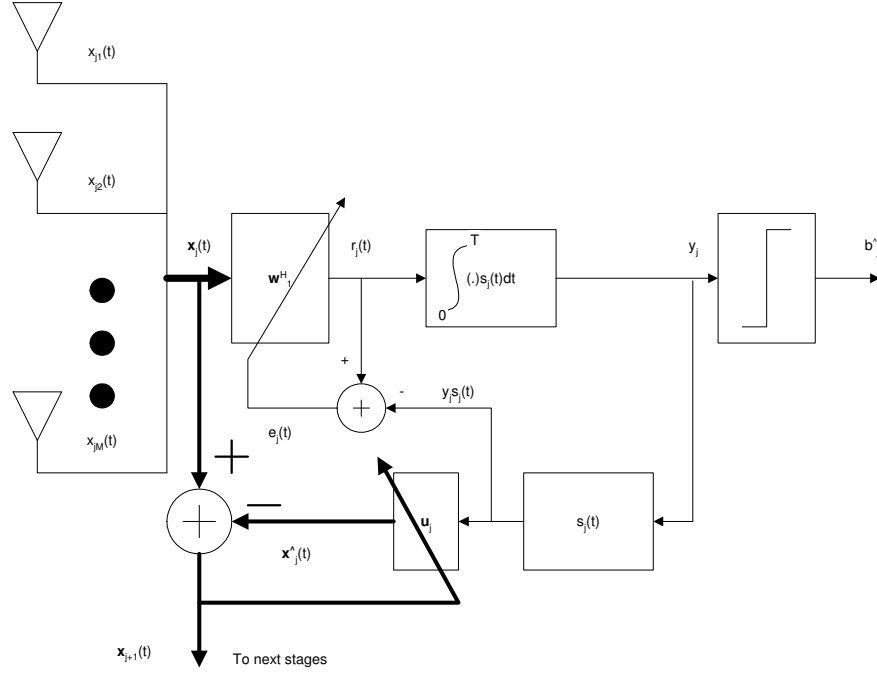 x_j1(t)
x_j2(t)
x_j(t)
w^H_1
r_j(t)
T
∫ (.)s_j(t)dt
0
y_j
b^_j
+
-
y_js_j(t)
e_j(t)
x_jM(t)
+
−
+
+
u_j
s_j(t)
x^_j(t)
x_j+1(t)
To next stages